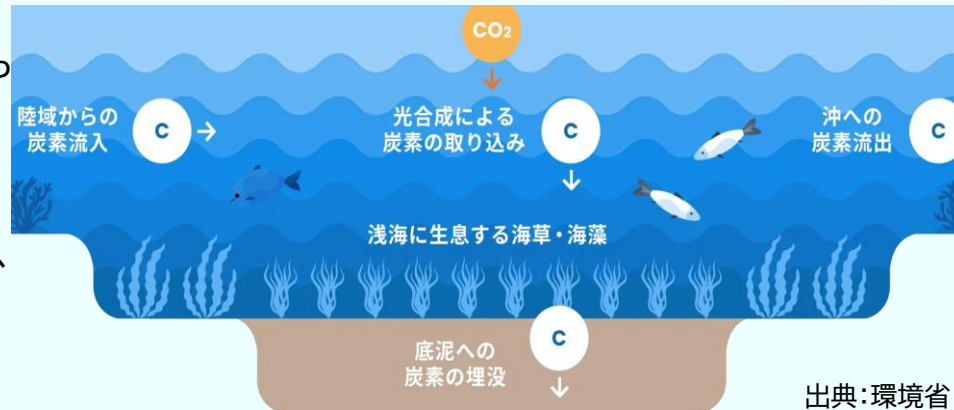 CO₂
陸域からの
炭素流入
C
光合成による
炭素の取り込み
C
沖への
炭素流出
C
浅海に生息する海草・海藻
底泥への
炭素の埋没
C
出典：環境省